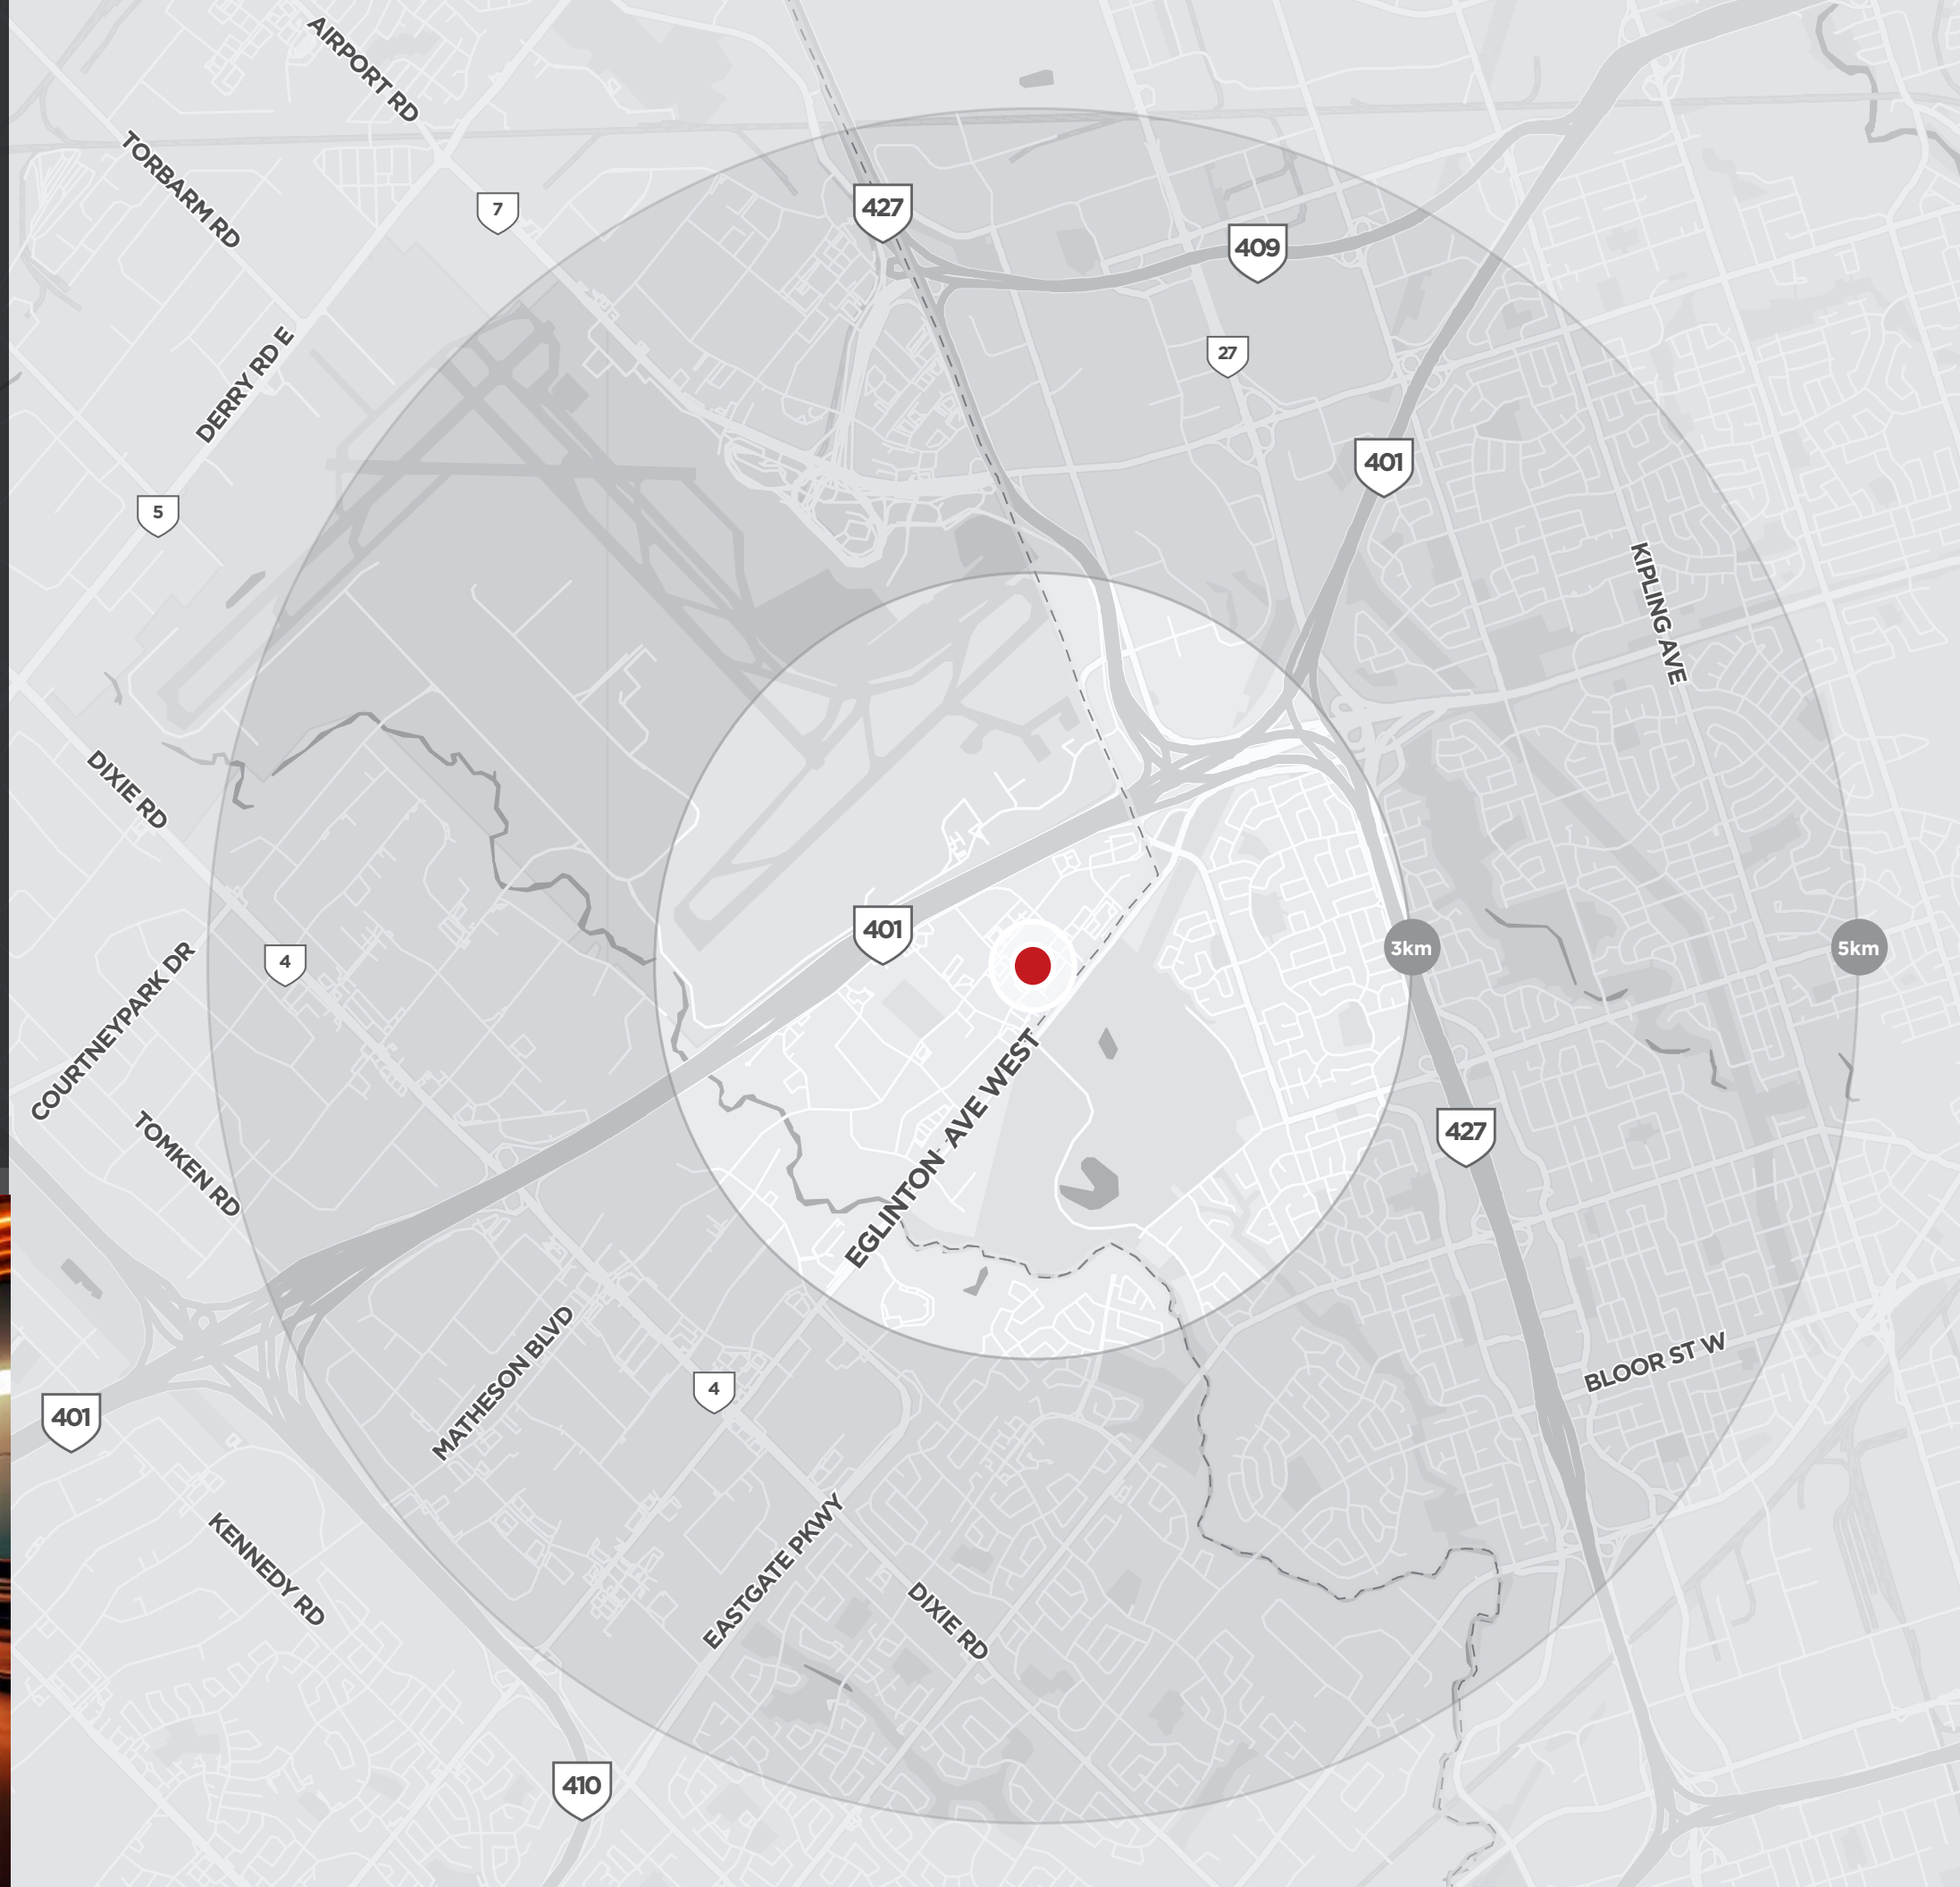 AIRPORT RD
TORBARM RD
7
427
409
DERRY RD E
27
401
5
KIPLING AVE
DIXIE RD
401
3km
5km
COURTNEYPARK DR
4
EGLINTON AVE WEST
TOMKEN RD
427
MATHESON BLVD
BLOOR ST W
4
401
KENNEDY RD
EASTGATE PKWY
DIXIE RD
410